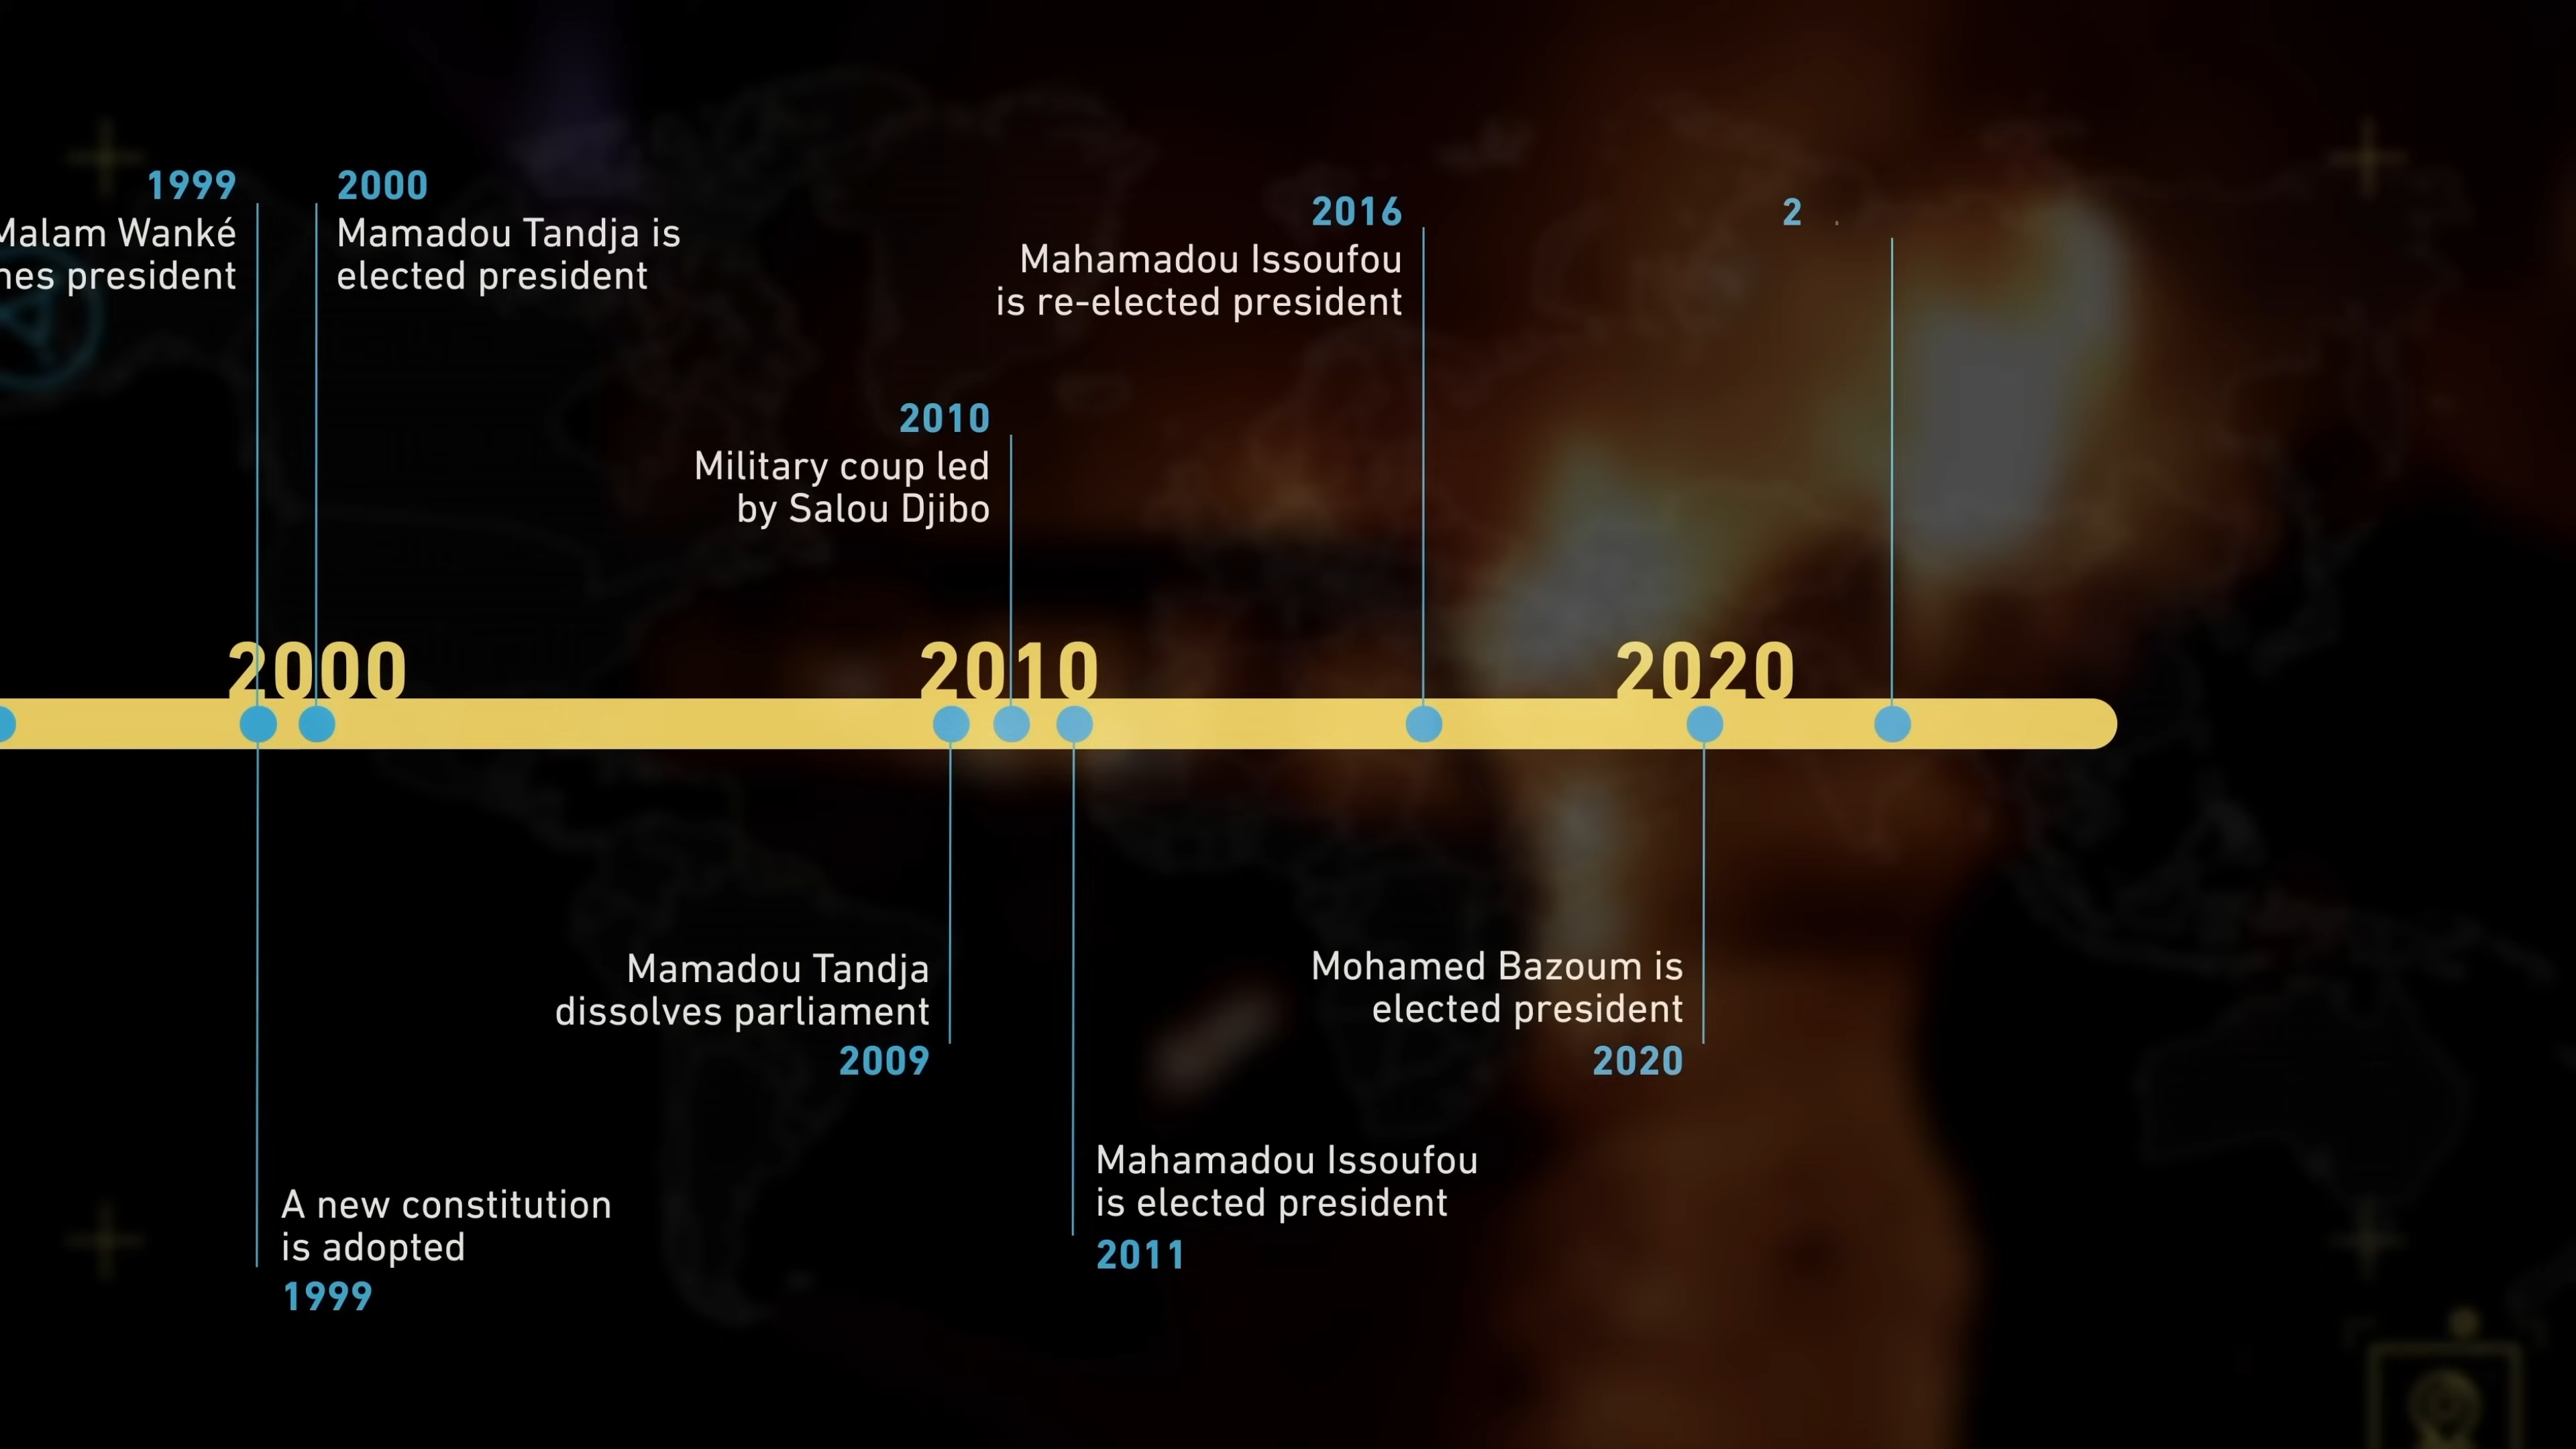 1999
Malam Wanké
nes president
2000
Mamadou Tandja is
elected president
2016
Mahamadou Issoufou
is re-elected president
2
2010
Military coup led
by Salou Djibo
2000
2010
2020
Mamadou Tandja
dissolves parliament
2009
Mohamed Bazoum is
elected president
2020
Mahamadou Issoufou
is elected president
2011
A new constitution
is adopted
1999